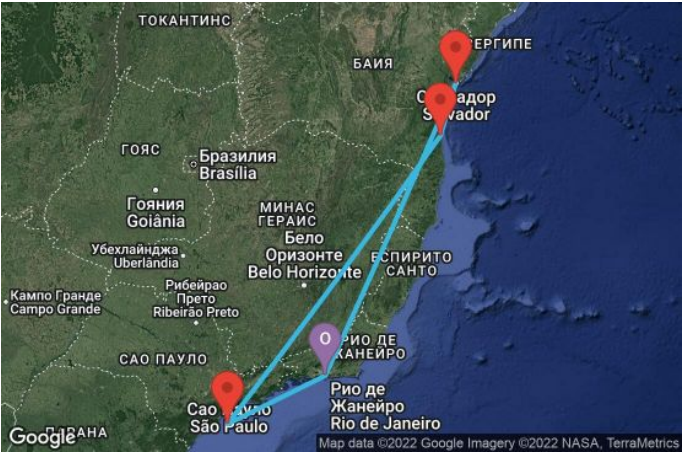 ТОКАНТИНС
СЕРГИПЕ
БАИЯ
Salvador
ГОЯС
Бразилия
Brasília
Гояния
Goiânia
МИНАС
ГЕРАИС
Бело
Оризонте
Belo Horizonte
ЕСПИРИТО
САНТО
Убехлайнджа
Uberlândia
Рибейрао
Прето
Ribeirão Preto
Кампо Гранде
Campo Grande
O
РИО ДЕ
ЖАНЕЙРО
САО ПАУЛО
Рио де
Жанейро
Rio de Janeiro
Сао Пауло
São Paulo
ПАРАНА
Google
Map data ©2022 Google Imagery ©2022 NASA, TerraMetrics